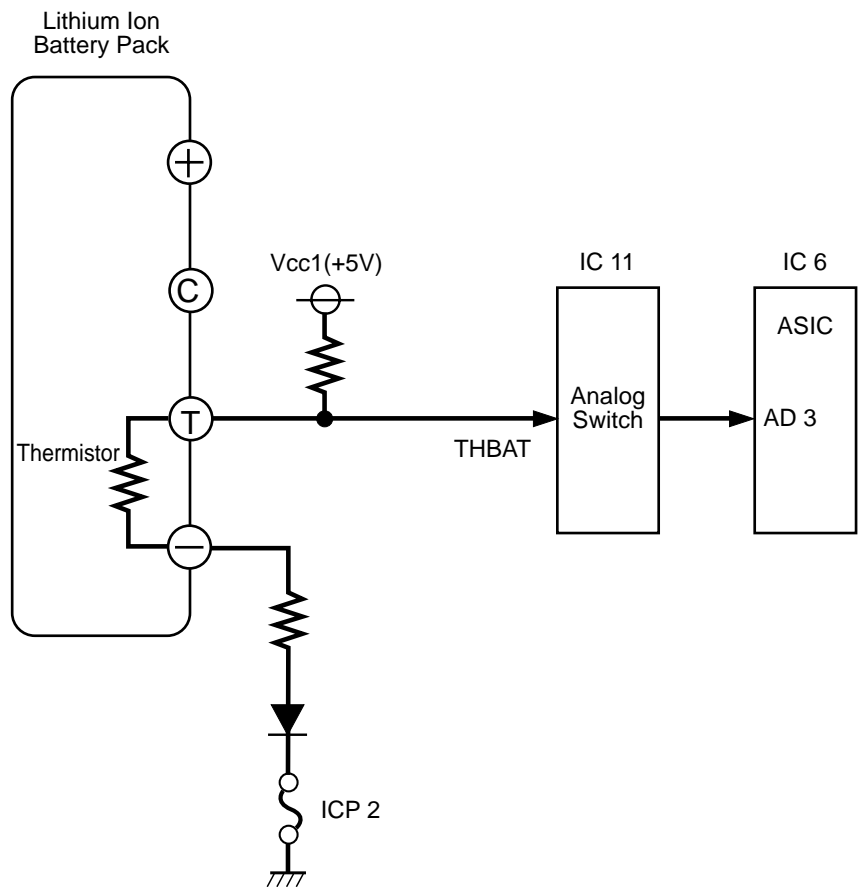 Lithium Ion
Battery Pack
+
C
Vcc1(+5V)
IC 11
IC 6
ASIC
T
Thermistor
THBAT
Analog
Switch
AD 3
−
ICP 2